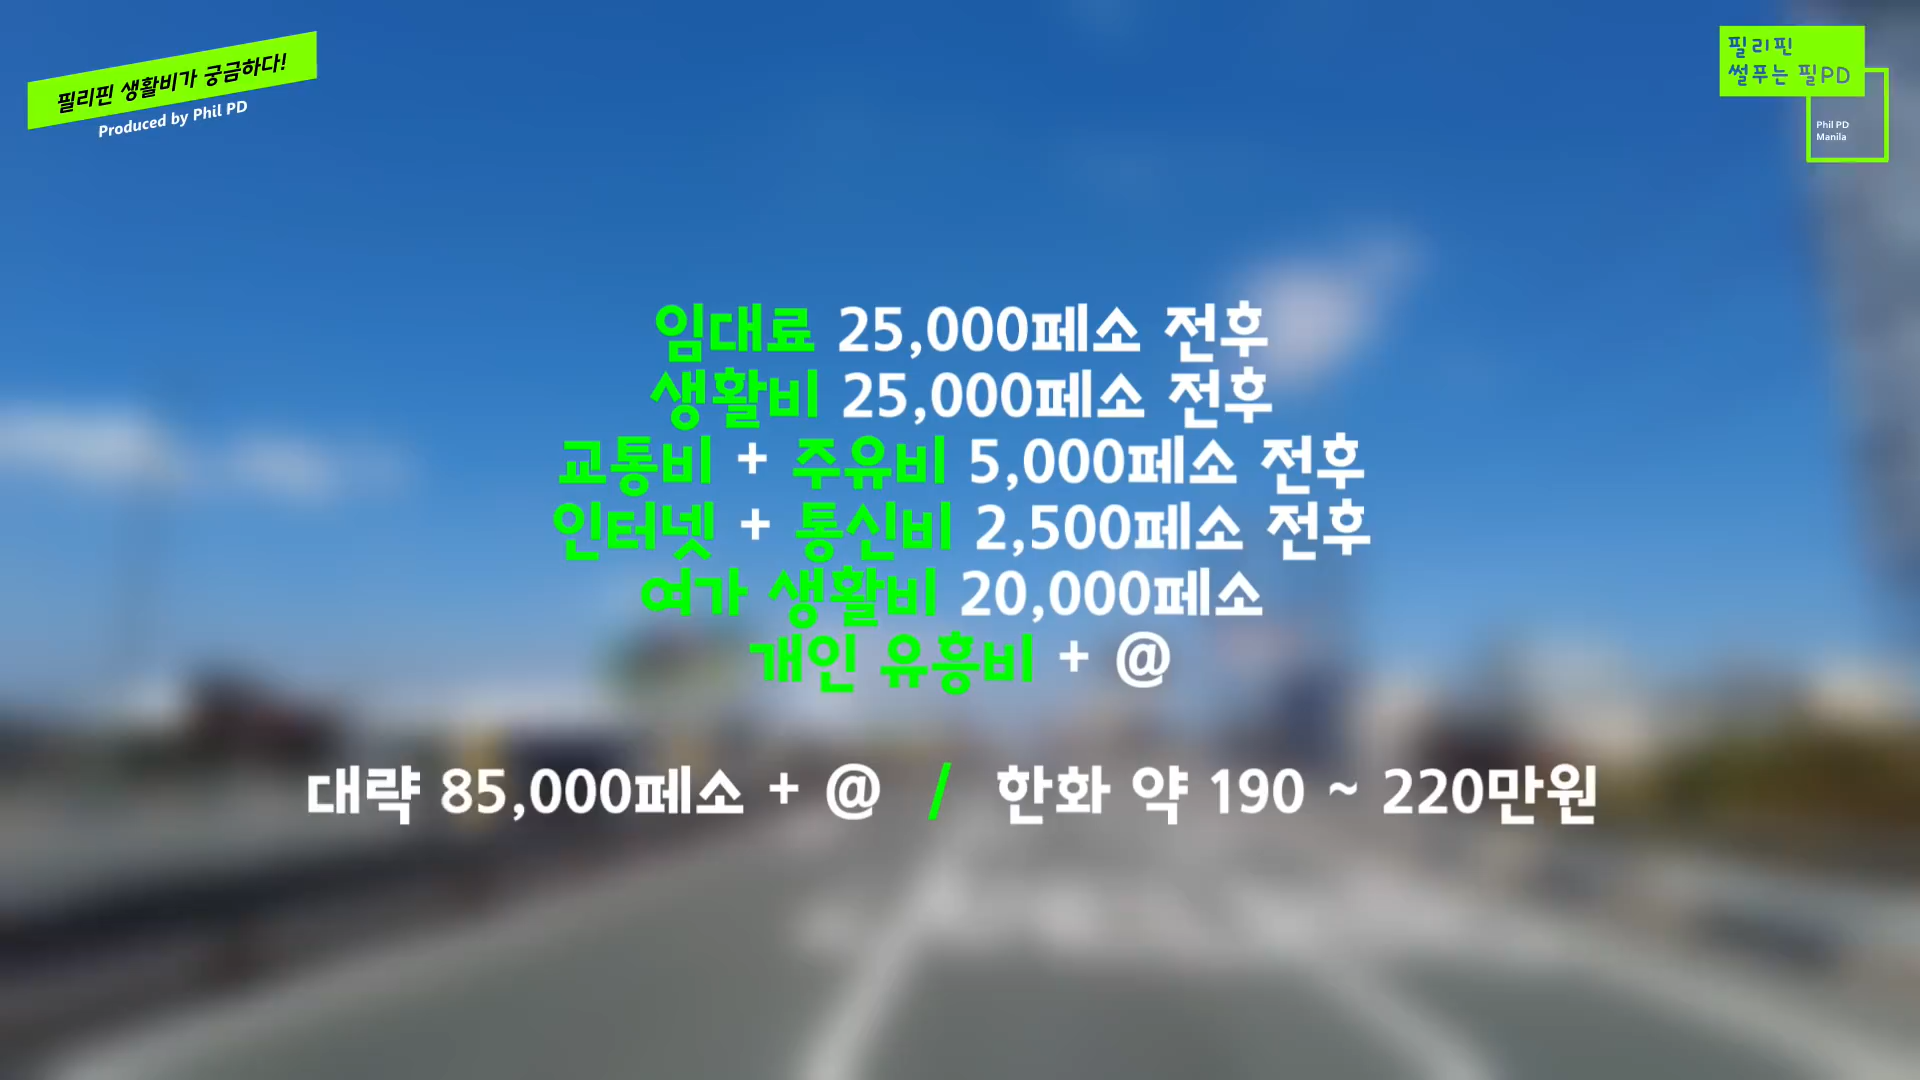 필리핀 생활비가 궁금하다!
Produced by Phil PD
필리핀
썰푸는 필PD
Phil PD
Manila
임대료 25,000페소 전후
생활비 25,000페소 전후
교통비 + 주유비 5,000페소 전후
인터넷 + 통신비 2,500페소 전후
여가 생활비 20,000페소
개인 유흥비 + @
대략 85,000페소 + @ / 한화 약 190 ~ 220만원